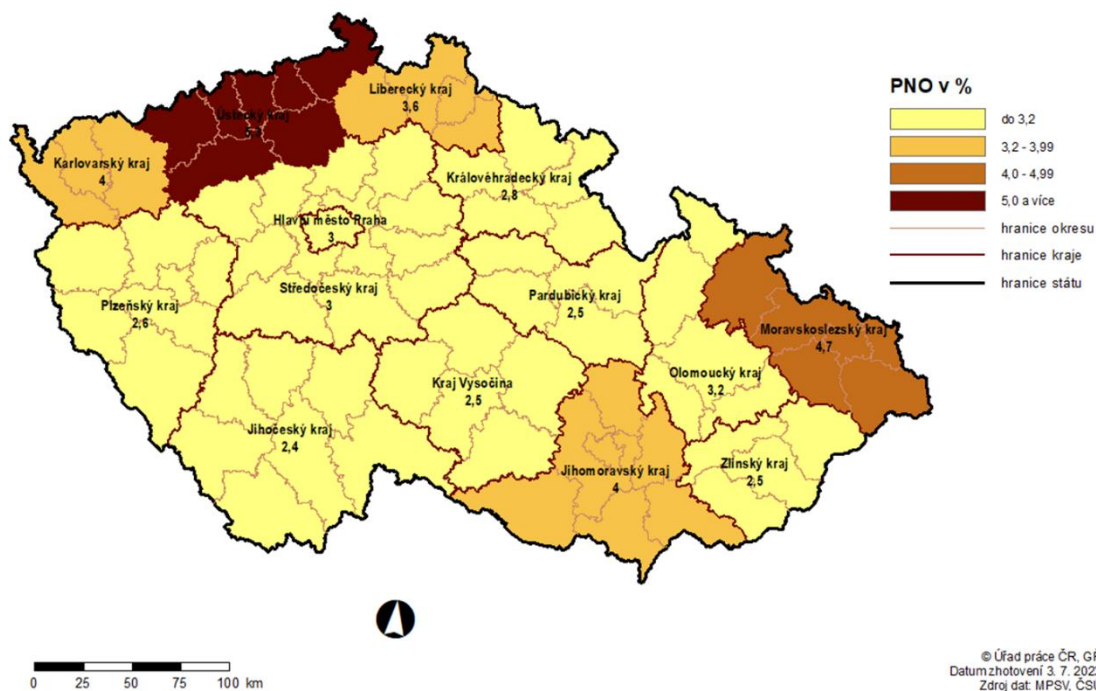 Liberecký kraj
3,6
Ústecký kraj
Karlovarský kraj
4
Královéhradecký kraj
2,8
Hlavní město Praha
3
Středočeský kraj
3
Plzeňský kraj
2,6
Pardubický kraj
2,5
Moravskoslezský kraj
4,7
Olomoucký kraj
3,2
Kraj Vysočina
2,5
Jihočeský kraj
2,4
Jihomoravský kraj
4
Zlínský kraj
2,5
PNO v %
do 3,2
3,2 - 3,99
4,0 - 4,99
5,0 a více
hranice okresu
hranice kraje
hranice státu
0 25 50 75 100 km
© Úřad práce ČR, GŘ
Datum zhotovení 3. 7.
Zdroj dat: MPSV, ČSÚ